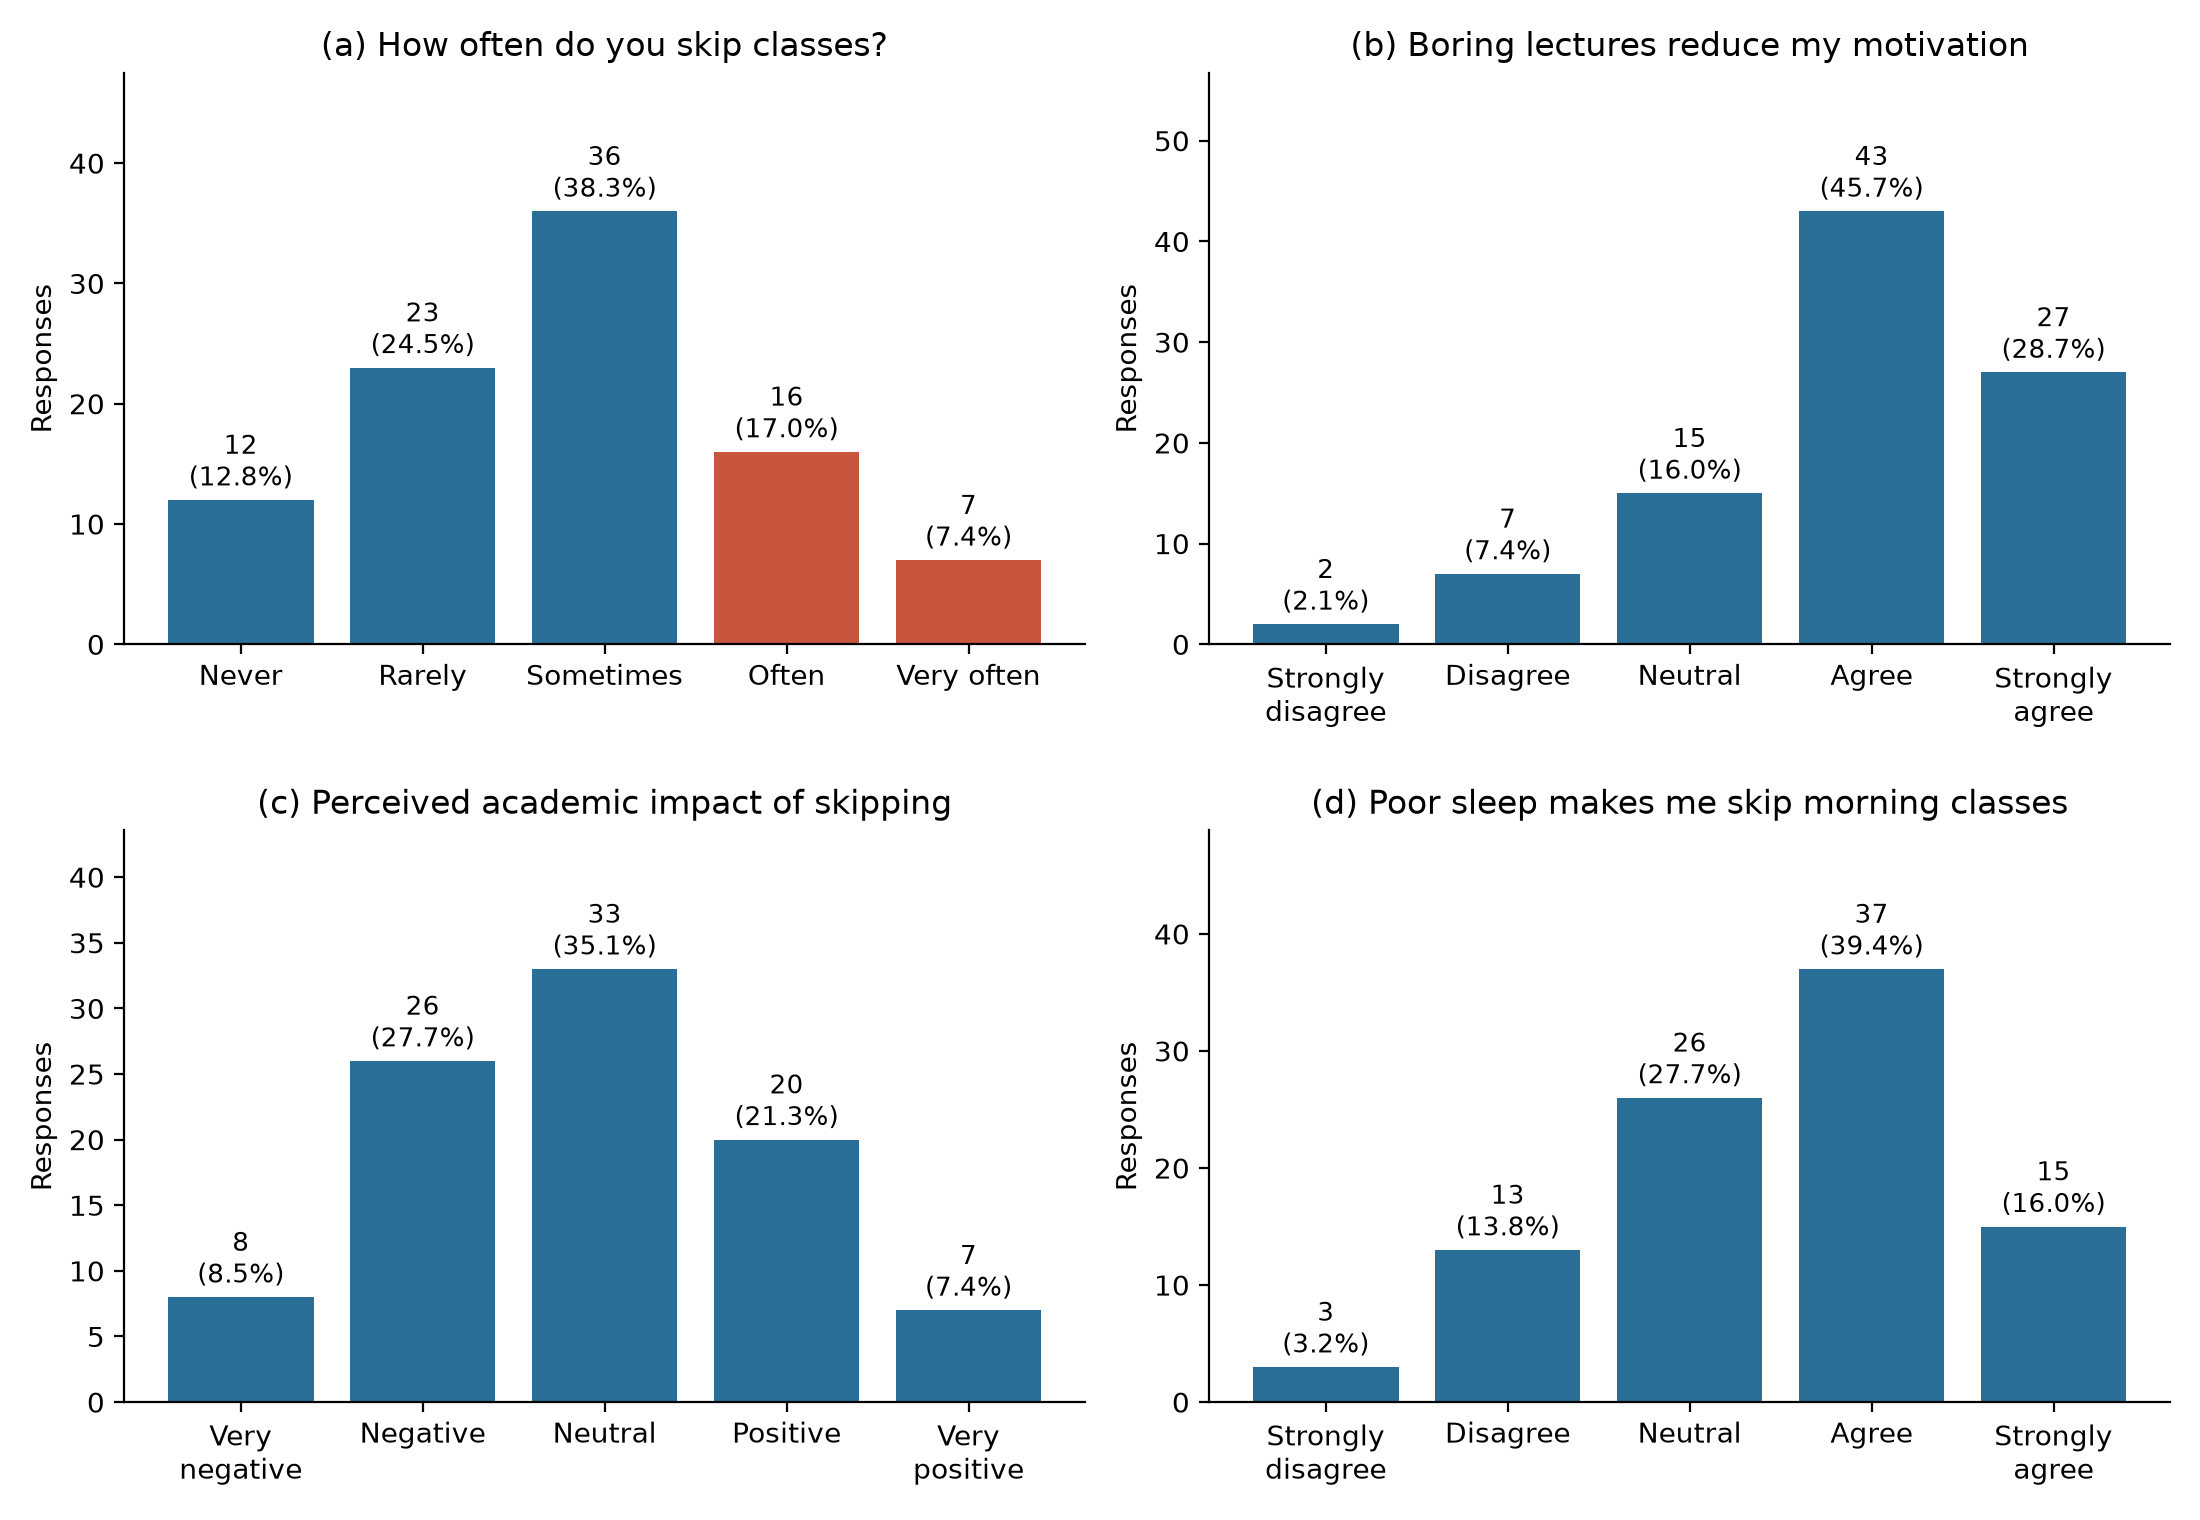 (a) How often do you skip classes?
Responses
40
30
20
10
0
12
(12.8%)
23
(24.5%)
36
(38.3%)
16
(17.0%)
7
(7.4%)
Never
Rarely
Sometimes
Often
Very often
(b) Boring lectures reduce my motivation
Responses
50
40
30
20
10
0
2
(2.1%)
7
(7.4%)
15
(16.0%)
43
(45.7%)
27
(28.7%)
Strongly
disagree
Disagree
Neutral
Agree
Strongly
agree
(c) Perceived academic impact of skipping
Responses
40
35
30
25
20
15
10
5
0
8
(8.5%)
26
(27.7%)
33
(35.1%)
20
(21.3%)
7
(7.4%)
Very
negative
Negative
Neutral
Positive
Very
positive
(d) Poor sleep makes me skip morning classes
Responses
40
30
20
10
0
3
(3.2%)
13
(13.8%)
26
(27.7%)
37
(39.4%)
15
(16.0%)
Strongly
disagree
Disagree
Neutral
Agree
Strongly
agree